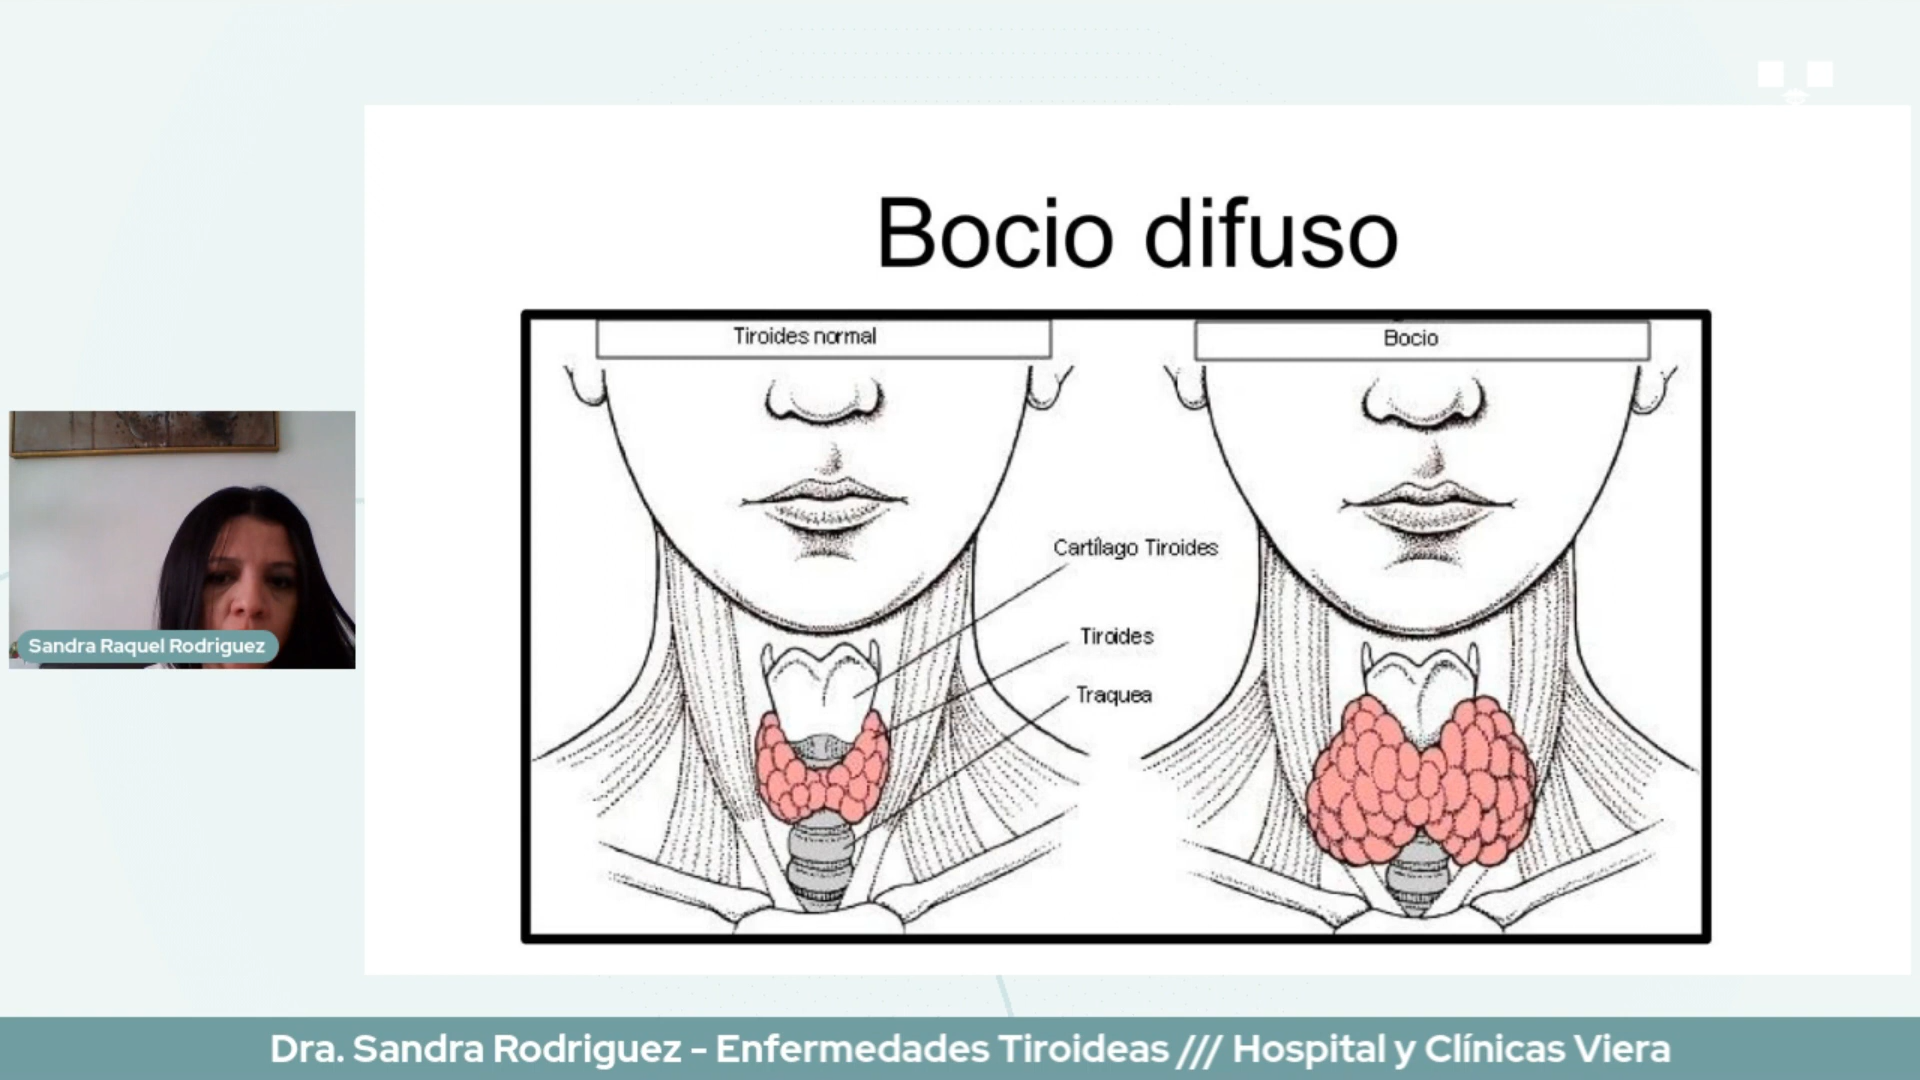 Bocio difuso
Tiroides normal
Bocio
Cartílago Tiroides
Tiroides
Traquea
Sandra Raquel Rodriguez
Dra. Sandra Rodriguez - Enfermedades Tiroideas /// Hospital y Clínicas Viera